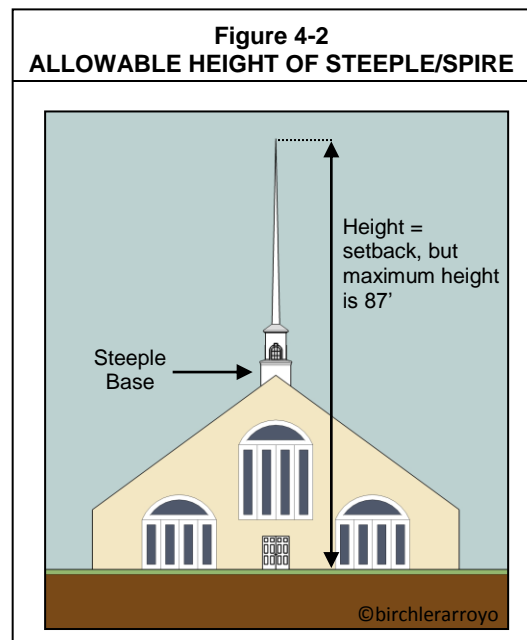 Figure 4-2
ALLOWABLE HEIGHT OF STEEPLE/SPIRE
Height =
setback, but
maximum height
is 87’
Steeple
Base
©birchlerarroyo